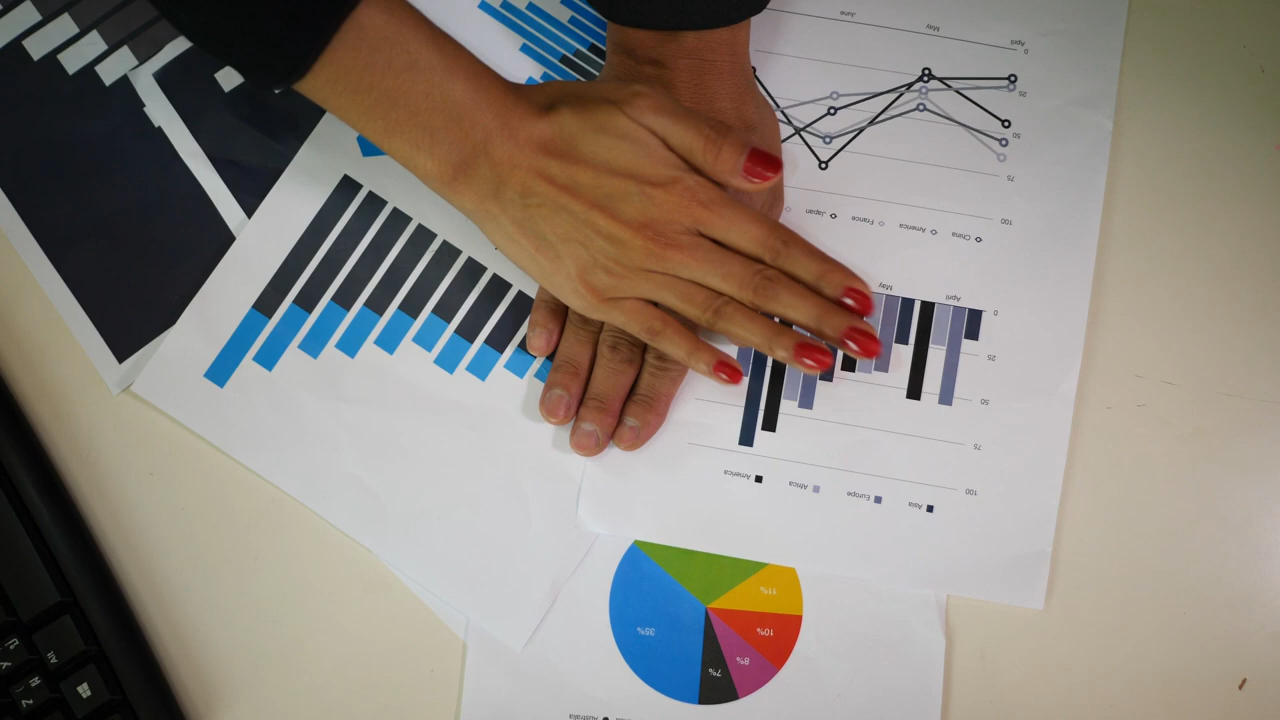 June May April
0
25
50
75
100
Japan France America China
May April
0
25
50
75
100
America Africa Europe Asia
11%
10%
35%
8%
7%
Australia
Alt
N
Z